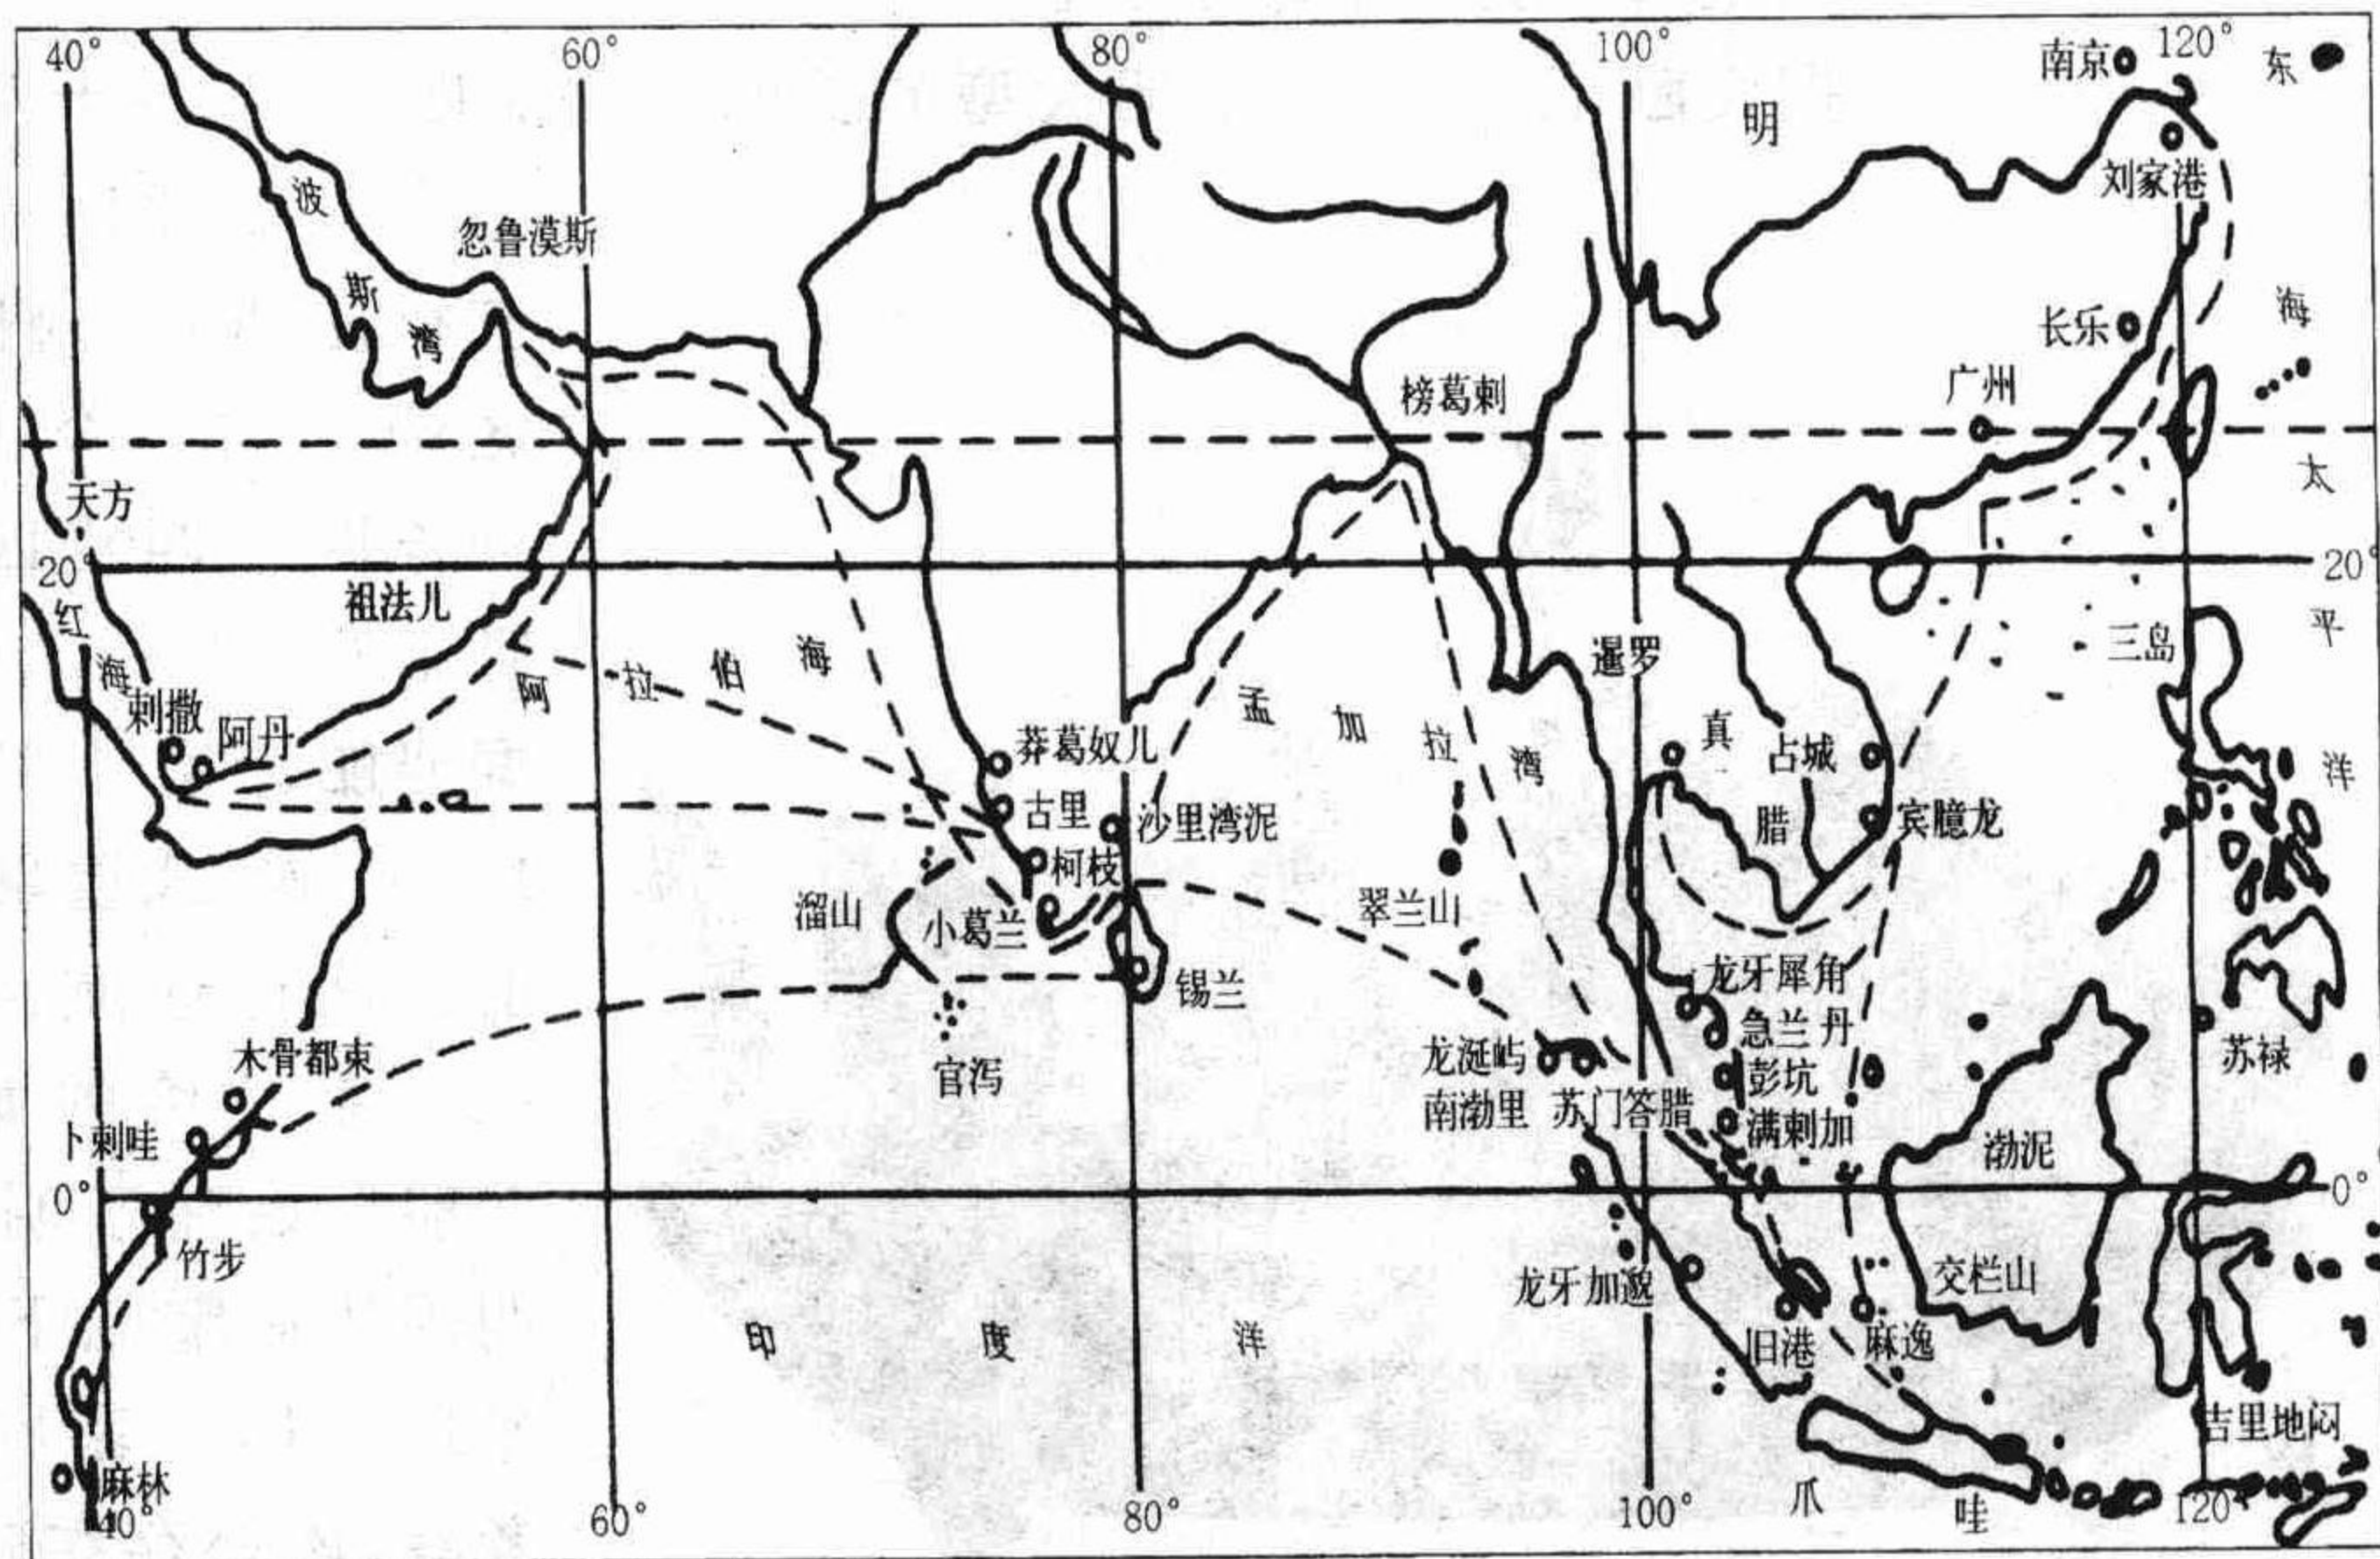 40°
60°
80°
100°
120°
南京
东
明
刘家港
波
斯
湾
忽鲁漠斯
海
长乐
广州
榜葛剌
太
天方
20°
20°
祖法儿
红
海
平
三岛
暹罗
阿拉伯海
孟加拉湾
剌撒
阿丹
真
腊
占城
洋
莽葛奴儿
古里
沙里湾泥
宾臆龙
柯枝
溜山
小葛兰
翠兰山
锡兰
龙牙犀角
急兰丹
龙涎屿
彭坑
苏禄
官泻
木骨都束
南渤里
苏门答腊
满剌加
卜剌哇
渤泥
0°
0°
竹步
龙牙加邈
交栏山
印度洋
旧港
麻逸
吉里地闷
麻林
爪哇
40°
60°
80°
100°
120°